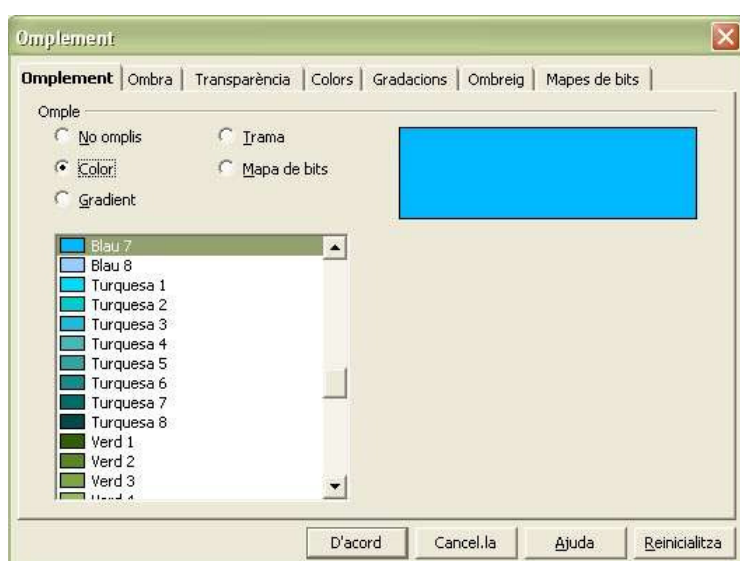 Omplement
Omplement Ombra Transparència Colors Gradacions Ombreig Mapes de bits
Omple
No omplis Trama
Color Mapa de bits
Gradient
Blau 7
Blau 8
Turquesa 1
Turquesa 2
Turquesa 3
Turquesa 4
Turquesa 5
Turquesa 6
Turquesa 7
Turquesa 8
Verd 1
Verd 2
Verd 3
D'acord Cancel.la Ajuda Reinicialitza